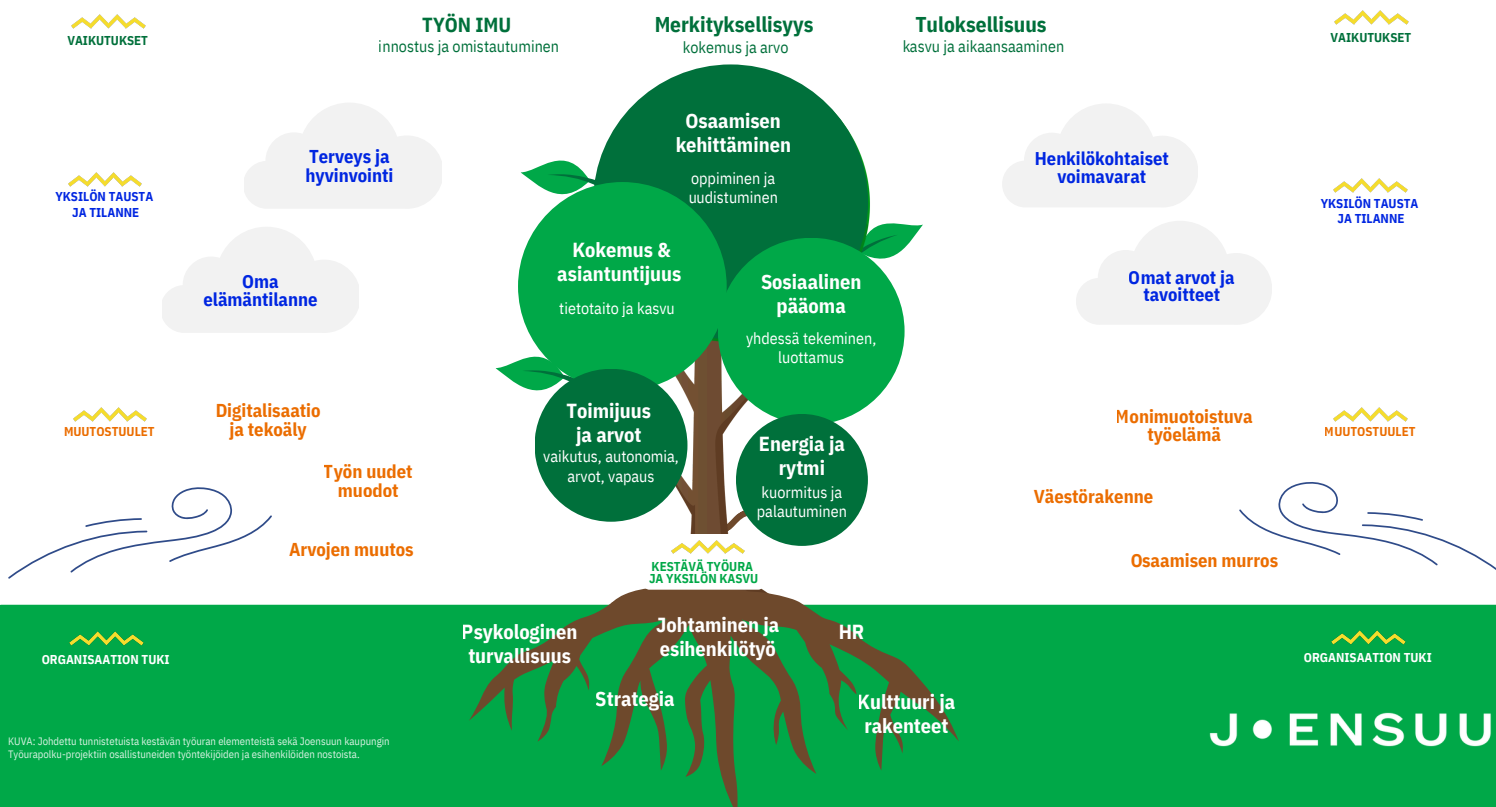 VAIKUTUKSET
TYÖN IMU
innostus ja omistautuminen
Merkityksellisyys
kokemus ja arvo
Tuloksellisuus
kasvu ja aikaansaaminen
VAIKUTUKSET
Osaamisen
kehittäminen
oppiminen ja
uudistuminen
Terveys ja
hyvinvointi
Henkilökohtaiset
voimavarat
YKSILÖN TAUSTA
JA TILANNE
YKSILÖN TAUSTA
JA TILANNE
Kokemus &
asiantuntijuus
tietotaito ja kasvu
Oma
elämäntilanne
Sosiaalinen
pääoma
yhdessä tekeminen,
luottamus
Omat arvot ja
tavoitteet
MUUTOSTUULET
Digitalisaatio
ja tekoäly
Työn uudet
muodot
Arvojen muutos
Toimijuus
ja arvot
vaikutus, autonomia,
arvot, vapaus
Energia ja
rytmi
kuormitus ja
palautuminen
Monimuotoistuva
työelämä
MUUTOSTUULET
Väestörakenne
Osaamisen murros
KESTÄVÄ TYÖURA
JA YKSILÖN KASVU
ORGANISAATION TUKI
Psykologinen
turvallisuus
Johtaminen ja
esihenkilötyö
HR
ORGANISAATION TUKI
Strategia
Kulttuuri ja
rakenteet
KUVA: Johdettu tunnistetuista kestävän työuran elementeistä sekä Joensuun kaupungin
Työurapolku-projektiin osallistuneiden työntekijöiden ja esihenkilöiden nostoista.
JOENSUU